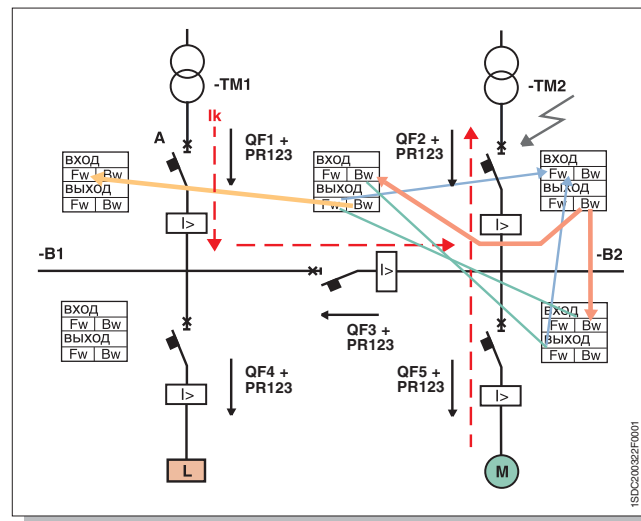 -TM1
-TM2
Ik
A
QF1 +
PR123
QF2 +
PR123
вход
Fw Bw
выход
Fw Bw
вход
Fw Bw
выход
Fw Bw
вход
Fw Bw
выход
Fw Bw
I>
I>
-B1
I>
-B2
вход
Fw Bw
выход
Fw Bw
QF3 +
PR123
вход
Fw Bw
выход
Fw Bw
QF4 +
PR123
QF5 +
PR123
I>
I>
L
M
1SDC200322F0001